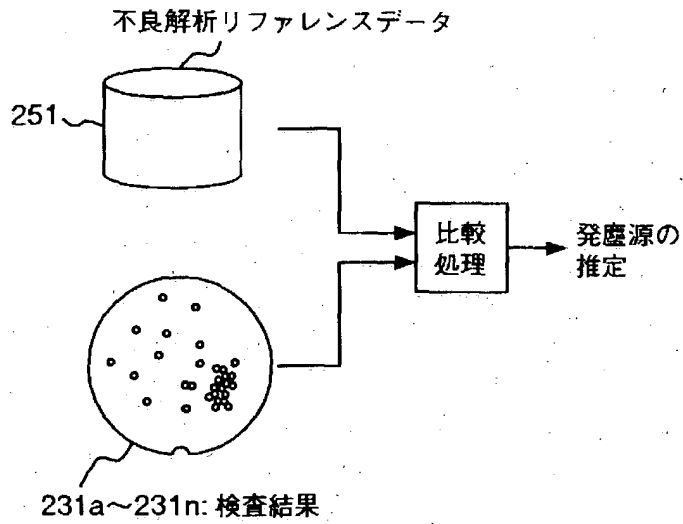 不良解析リファレンスデータ
251
比較
処理
発塵源の
推定
231a～231n: 検査結果